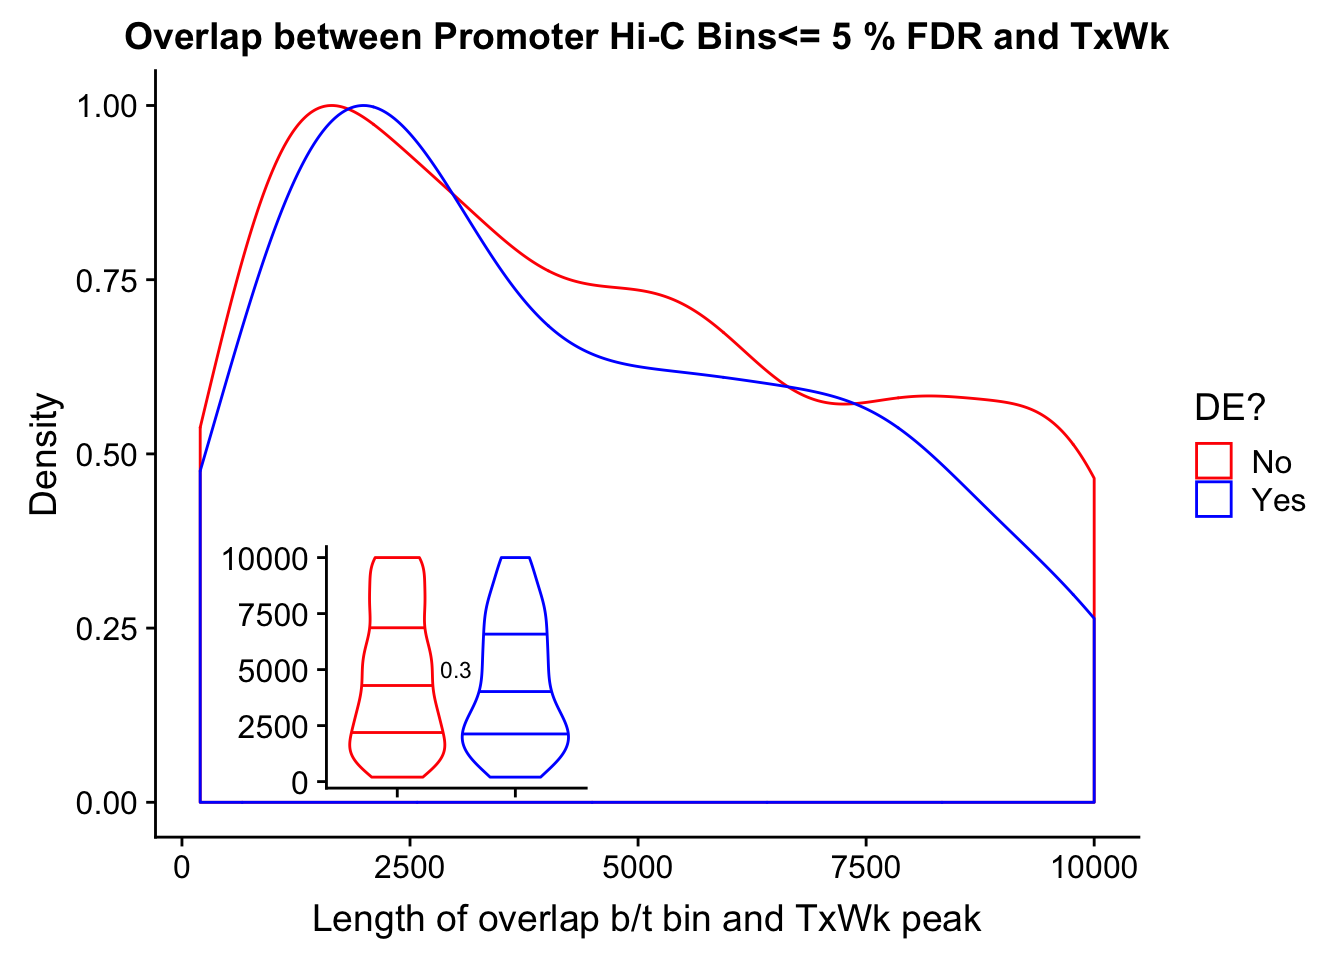 Overlap between Promoter Hi-C Bins<= 5 % FDR and TxWk
1.00
0.75
0.50
0.25
0.00
Density
10000
7500
5000
2500
0
0.3
0
2500
5000
7500
10000
Length of overlap b/t bin and TxWk peak
DE?
No
Yes